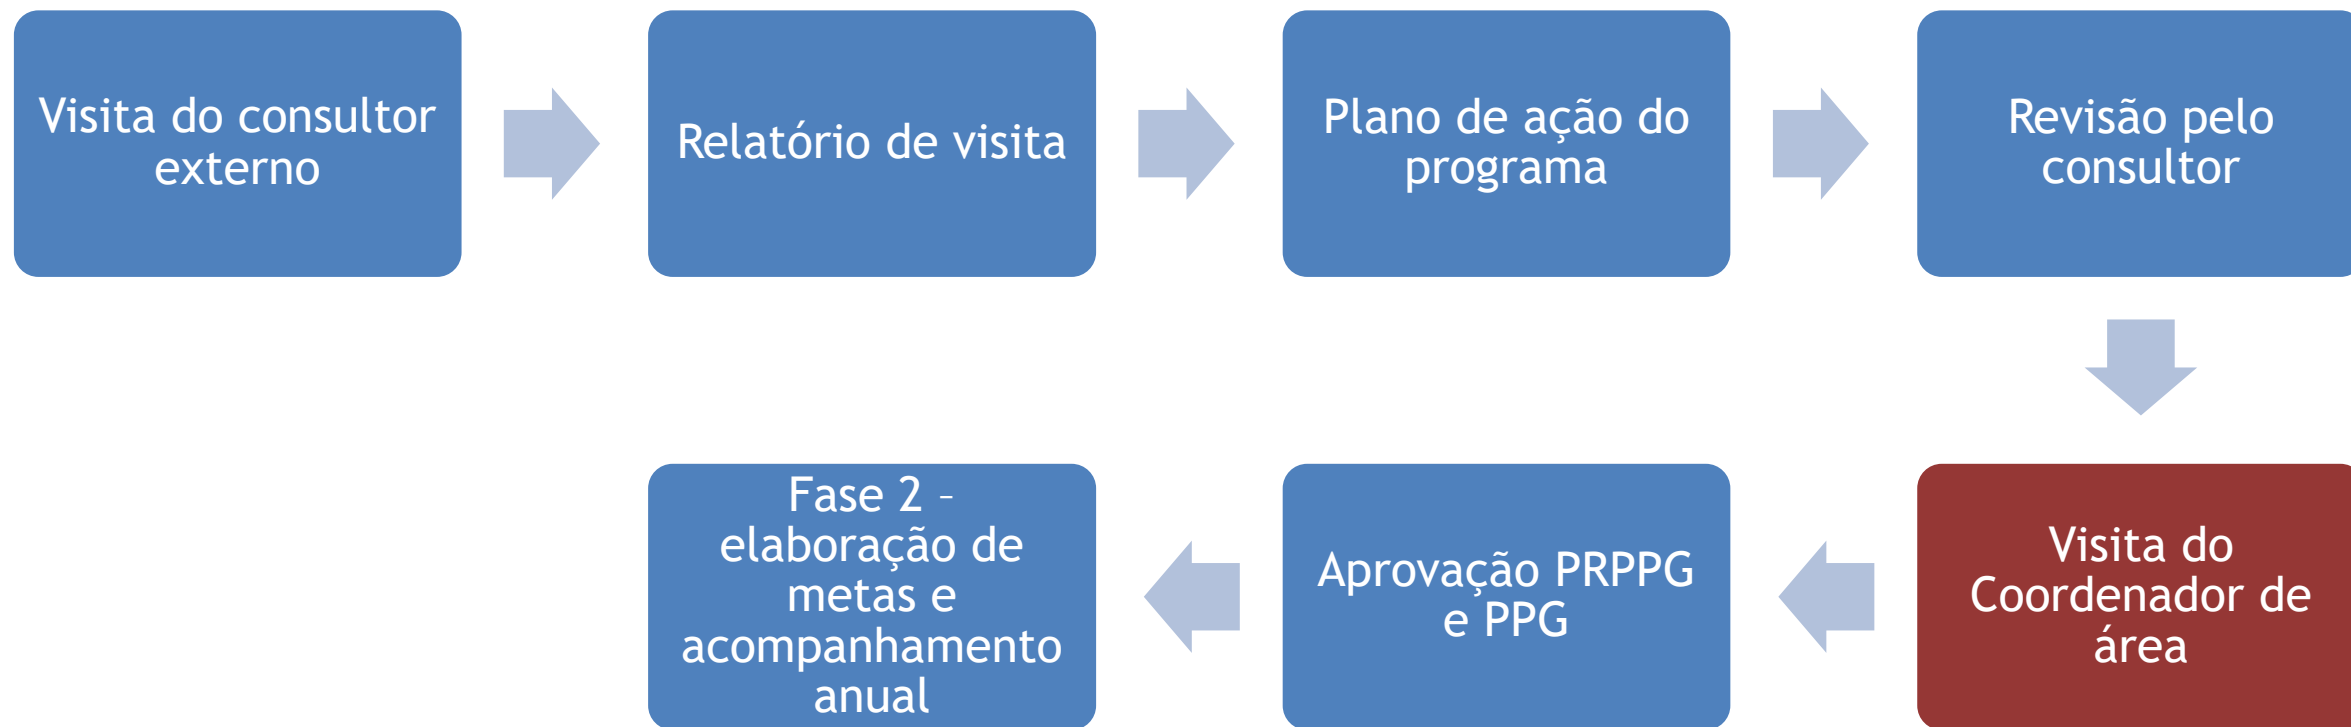 Visita do consultor
externo
Relatório de visita
Plano de ação do
programa
Revisão pelo
consultor
Visita do
Coordenador de
área
Aprovação PRPPG
e PPG
Fase 2 –
elaboração de
metas e
acompanhamento
anual